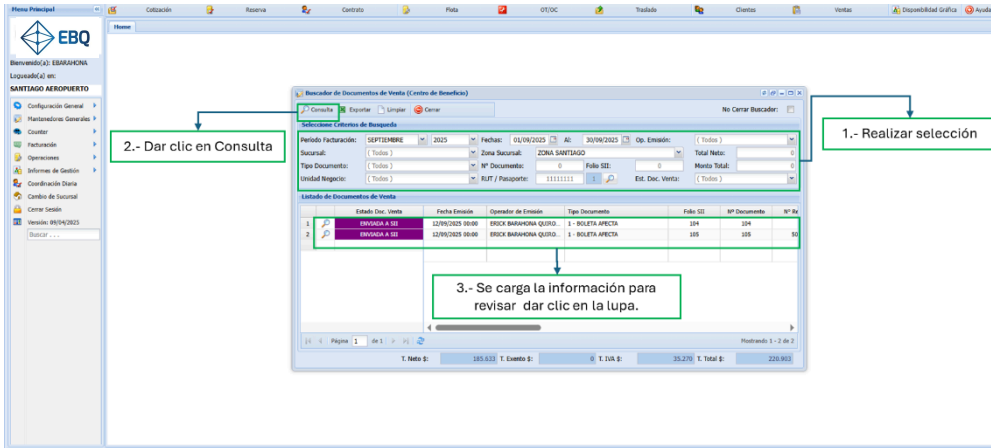 Menu Principal
Cotización Reserva Contrato Flota OT/OC Traslado Clientes Ventas Disponibilidad Gráfica Ayuda
Home
EBQ
Bienvenido(a): EBARAHONA
Logueado(a) en:
SANTIAGO AEROPUERTO
Configuración General
Mantenedores Generales
Counter
Facturación
Operaciones
Informes de Gestión
Coordinación Diaria
Cambio de Sucursal
Cerrar Sesión
Versión: 09/04/2025
Buscar . . .
Buscador de Documentos de Venta (Centro de Beneficio)
Consulta Exportar Limpiar Cerrar No Cerrar Buscador:
Seleccione Criterios de Busqueda
Periodo Facturación: SEPTIEMBRE 2025 Fechas: 01/09/2025 Al: 30/09/2025 Op. Emisión: ( Todos )
Sucursal: ( Todos ) Zona Sucursal: ZONA SANTIAGO Total Neto: 0
Tipo Documento: ( Todos ) Nº Documento: 0 Folio SII: 0 Monto Total: 0
Unidad Negocio: ( Todos ) RUT / Pasaporte: 11111111 1 Est. Doc. Venta: ( Todos )
Listado de Documentos de Venta
Estado Doc. Venta Fecha Emisión Operador de Emisión Tipo Documento Folio SII Nº Documento Nº Re
1 ENVIADA A SII 12/09/2025 00:00 ERICK BARAHONA QUIRO... 1 - BOLETA AFECTA 104 104
2 ENVIADA A SII 12/09/2025 00:00 ERICK BARAHONA QUIRO... 1 - BOLETA AFECTA 105 105 50
Página 1 de 1 Mostrando 1 - 2 de 2
T. Neto $: 185.633 T. Exento $: 0 T. IVA $: 35.270 T. Total $: 220.903
1.- Realizar selección
2.- Dar clic en Consulta
3.- Se carga la información para
revisar dar clic en la lupa.